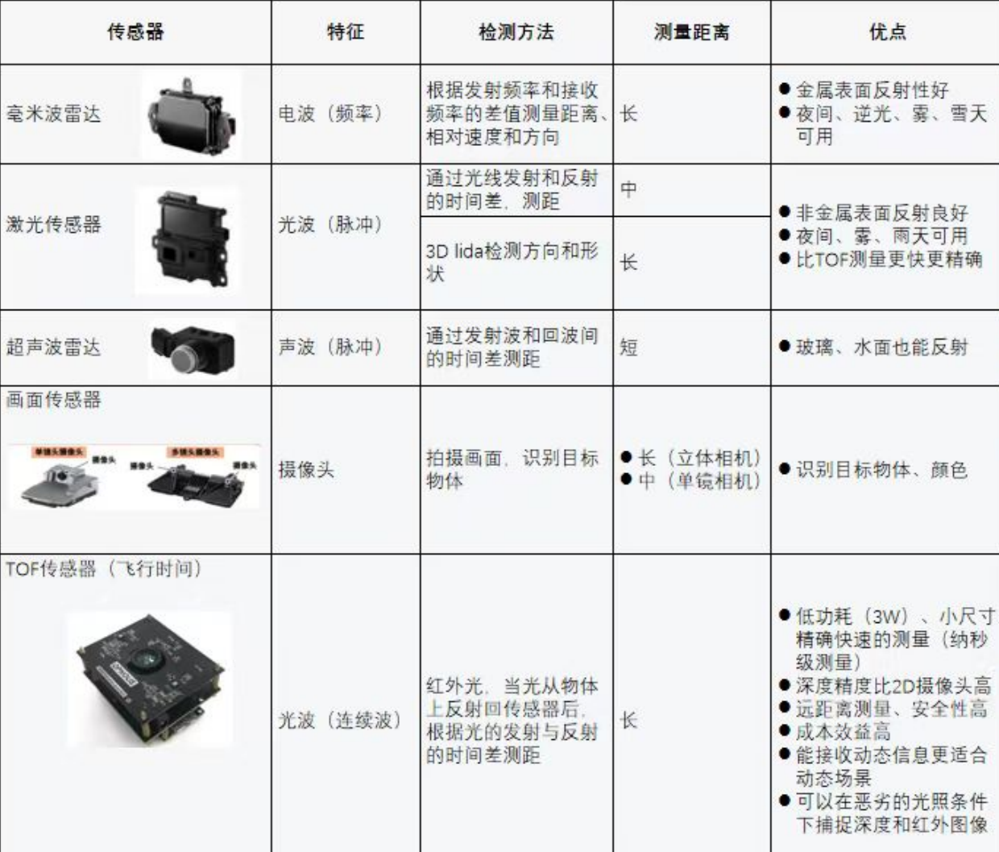 传感器
特征
检测方法
测量距离
优点
毫米波雷达
电波（频率）
根据发射频率和接收
频率的差值测量距离、
相对速度和方向
长
● 金属表面反射性好
● 夜间、逆光、雾、雪天
可用
激光传感器
光波（脉冲）
通过光线发射和反射
的时间差，测距
中
3D lida检测方向和形
状
长
● 非金属表面反射良好
● 夜间、雾、雨天可用
● 比TOF测量更快更精确
超声波雷达
声波（脉冲）
通过发射波和回波间
的时间差测距
短
● 玻璃、水面也能反射
画面传感器
单镜头摄像头
摄像头
多镜头摄像头
摄像头
摄像头
摄像头
拍摄画面，识别目标
物体
● 长（立体相机）
● 中（单镜相机）
● 识别目标物体、颜色
TOF传感器（飞行时间）
光波（连续波）
红外光，当光从物体
上反射回传感器后，
根据光的发射与反射
的时间差测距
长
● 低功耗（3W）、小尺寸
精确快速的测量（纳秒
级测量）
● 深度精度比2D摄像头高
● 远距离测量、安全性高
● 成本效益高
● 能接收动态信息更适合
动态场景
● 可以在恶劣的光照条件
下捕捉深度和红外图像